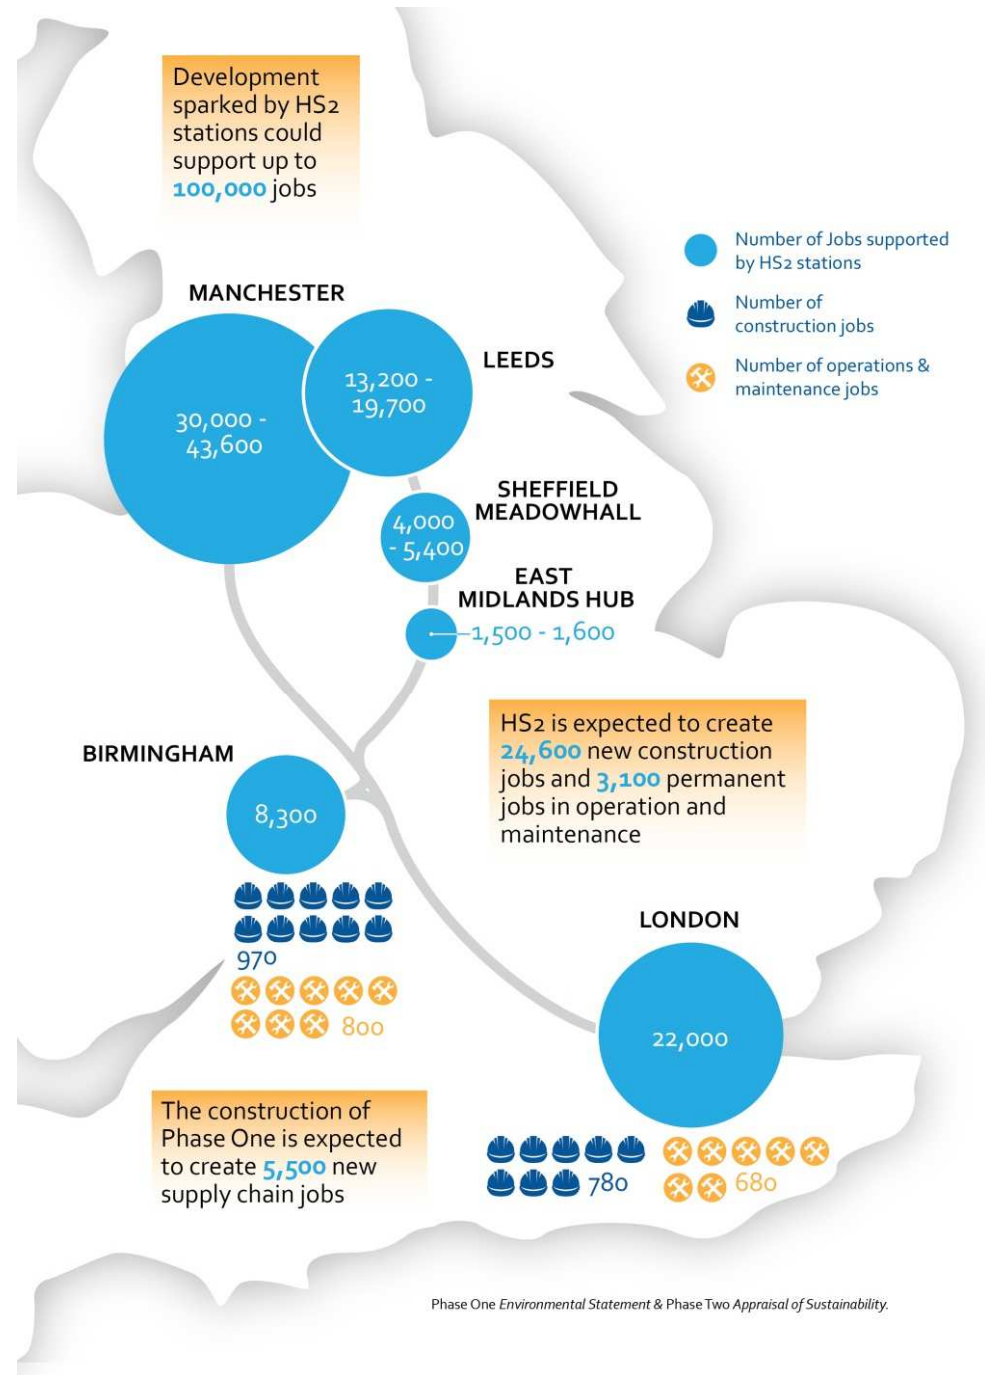 Development
sparked by HS2
stations could
support up to
100,000 jobs
Number of Jobs supported
by HS2 stations
Number of
construction jobs
Number of operations &
maintenance jobs
MANCHESTER
30,000 -
43,600
LEEDS
13,200 -
19,700
SHEFFIELD
MEADOWHALL
4,000
- 5,400
EAST
MIDLANDS HUB
1,500 - 1,600
HS2 is expected to create
24,600 new construction
jobs and 3,100 permanent
jobs in operation and
maintenance
BIRMINGHAM
8,300
970
800
LONDON
22,000
780
680
The construction of
Phase One is expected
to create 5,500 new
supply chain jobs
Phase One Environmental Statement & Phase Two Appraisal of Sustainability.